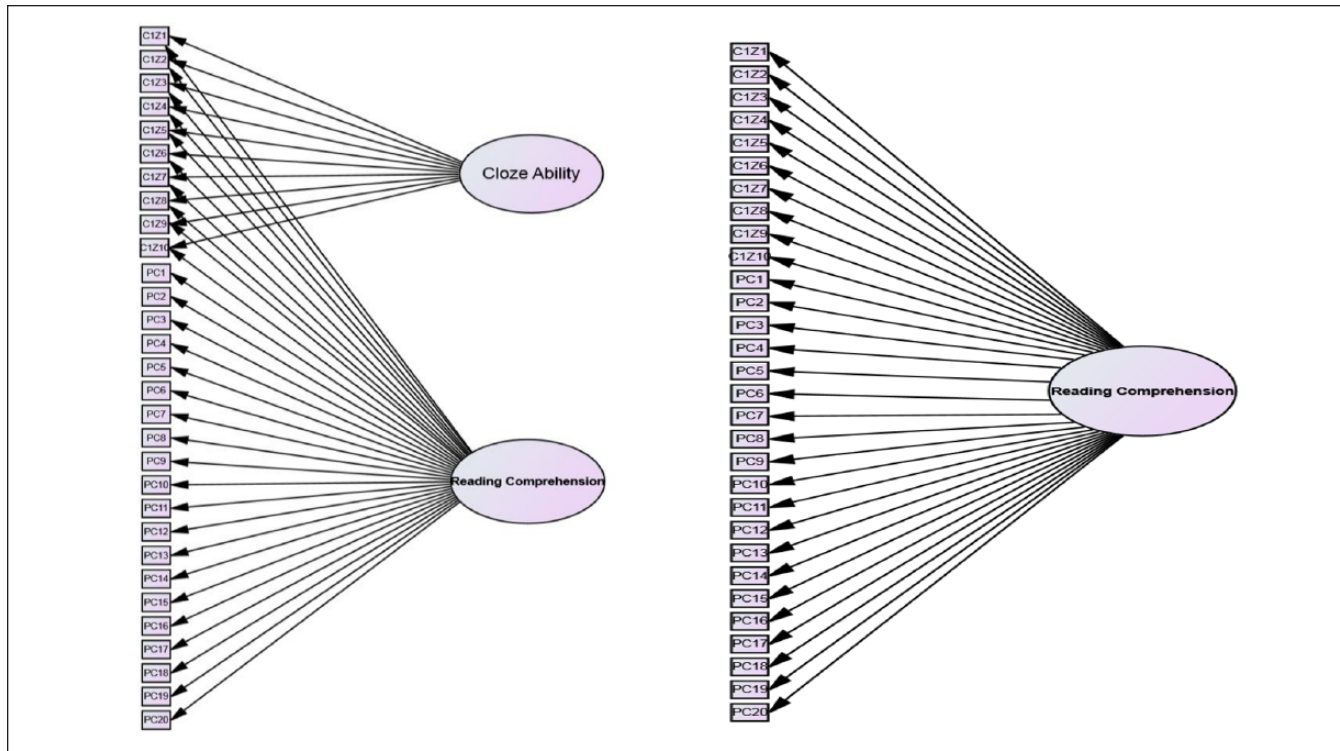 C1Z1
C1Z2
C1Z3
C1Z4
C1Z5
C1Z6
C1Z7
C1Z8
C1Z9
C1Z10
PC1
PC2
PC3
PC4
PC5
PC6
PC7
PC8
PC9
PC10
PC11
PC12
PC13
PC14
PC15
PC16
PC17
PC18
PC19
PC20
Cloze Ability
Reading Comprehension
C1Z1
C1Z2
C1Z3
C1Z4
C1Z5
C1Z6
C1Z7
C1Z8
C1Z9
C1Z10
PC1
PC2
PC3
PC4
PC5
PC6
PC7
PC8
PC9
PC10
PC11
PC12
PC13
PC14
PC15
PC16
PC17
PC18
PC19
PC20
Reading Comprehension